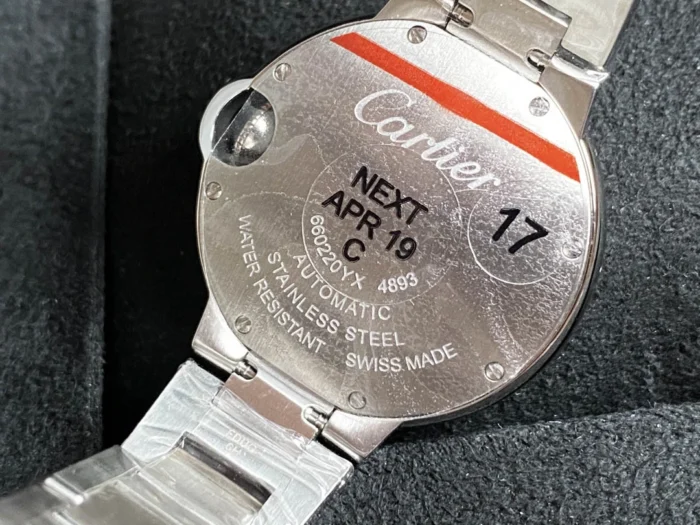 Cartier
NEXT
APR 19
C
17
660220YX 4893
AUTOMATIC
STAINLESS STEEL
WATER RESISTANT SWISS MADE